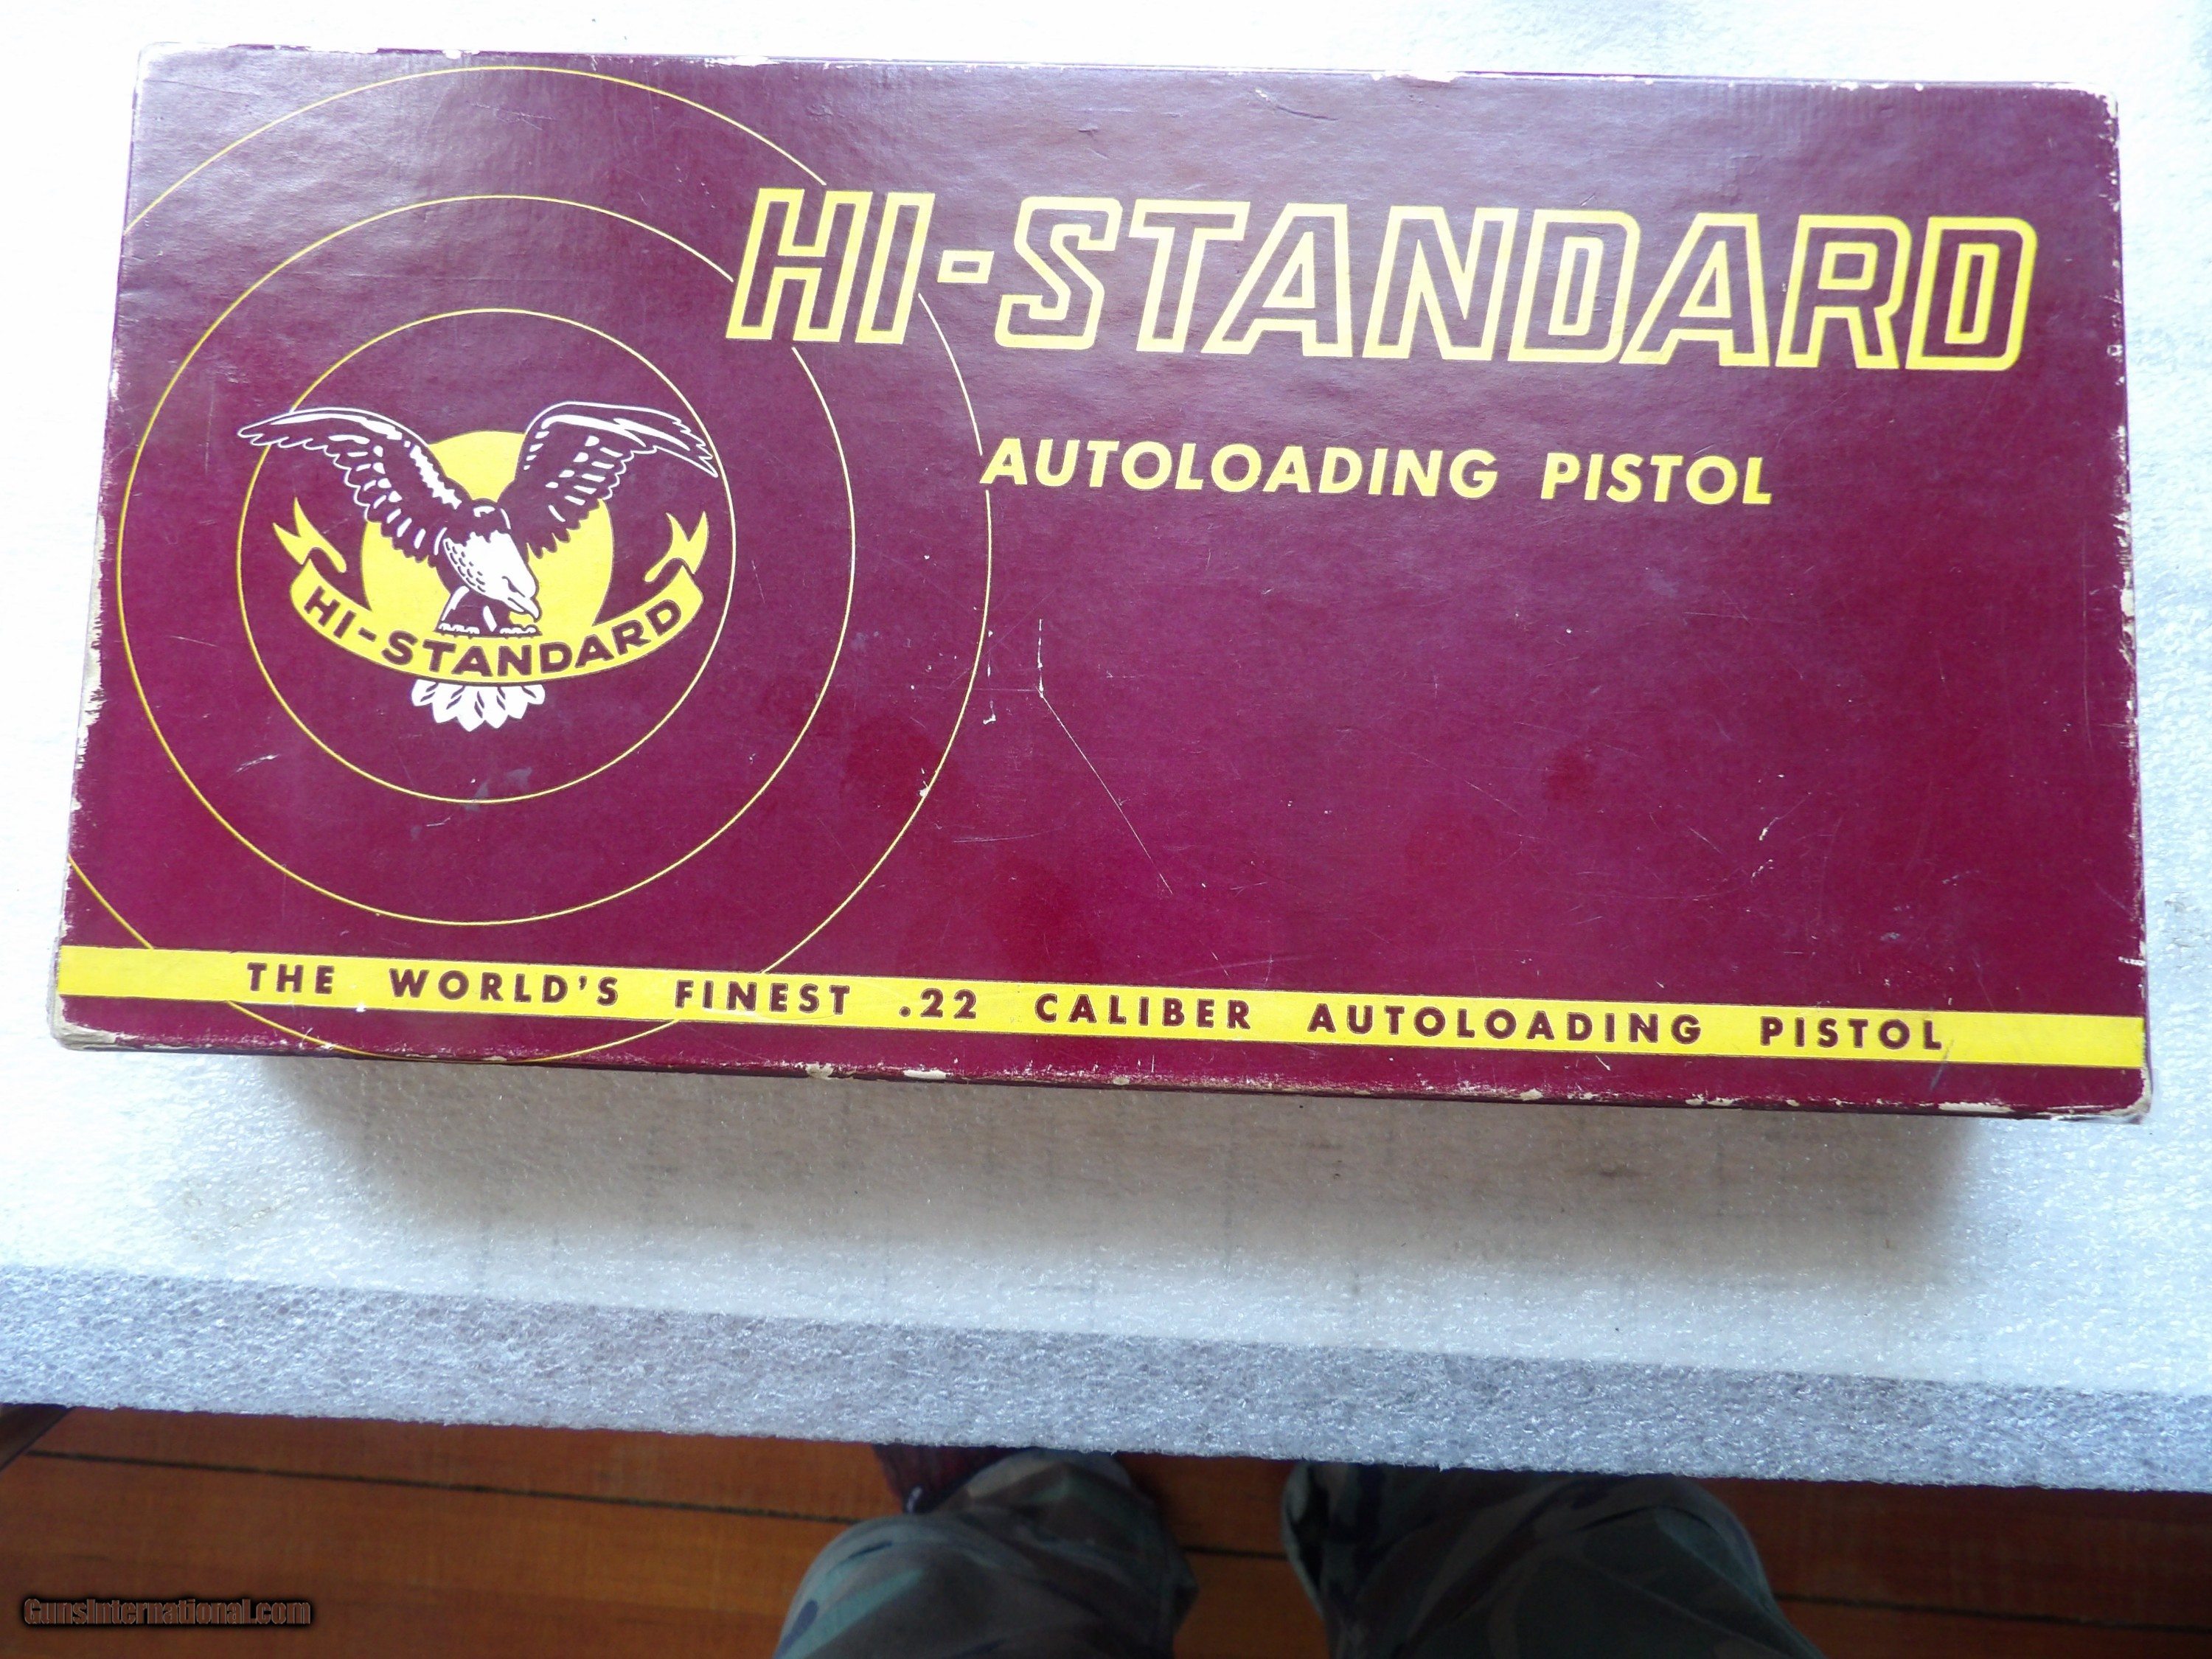 HI-STANDARD
AUTOLOADING PISTOL
HI-STANDARD
THE WORLD'S FINEST .22 CALIBER AUTOLOADING PISTOL
GunsInternational.com